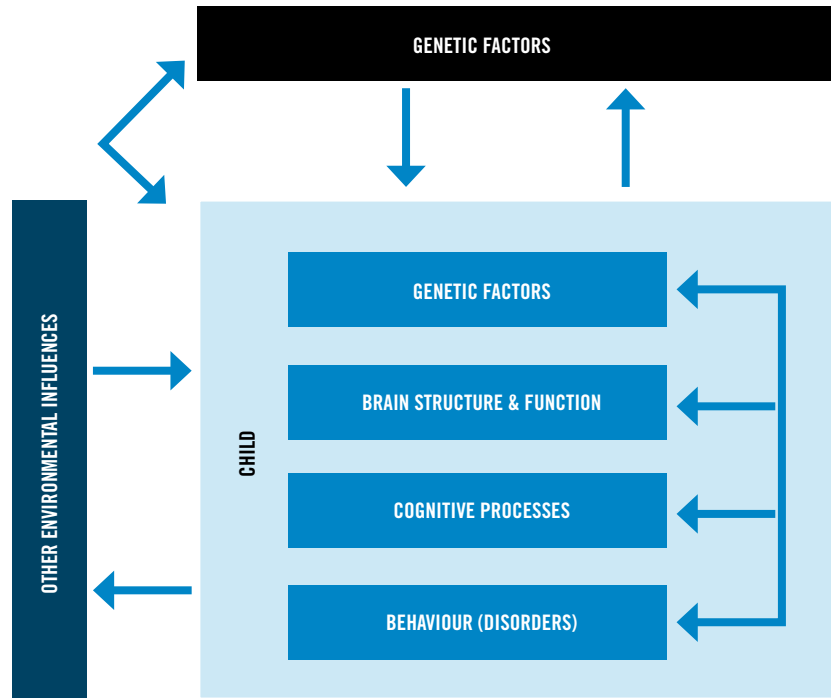 GENETIC FACTORS
OTHER ENVIRONMENTAL INFLUENCES
CHILD
GENETIC FACTORS
BRAIN STRUCTURE & FUNCTION
COGNITIVE PROCESSES
BEHAVIOUR (DISORDERS)